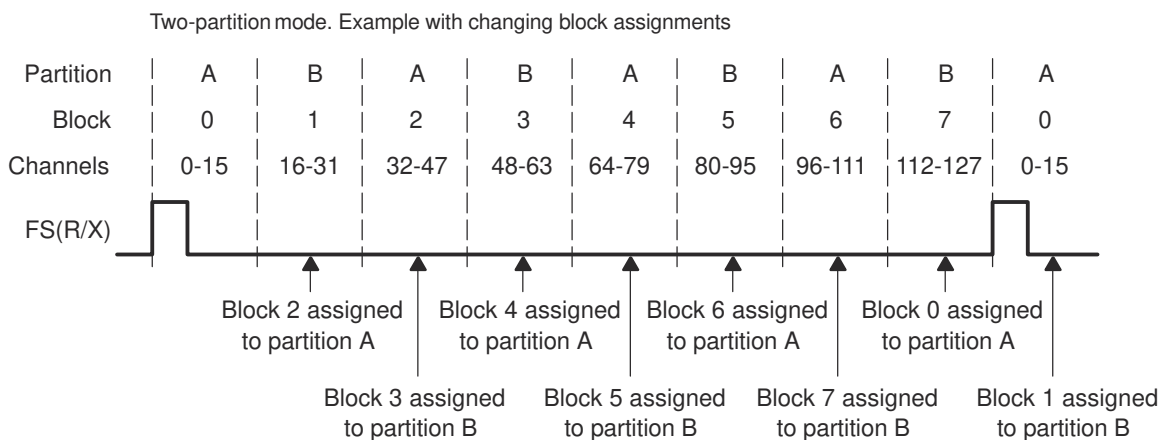 Two-partition mode. Example with changing block assignments
Partition A B A B A B A B A
Block 0 1 2 3 4 5 6 7 0
Channels 0-15 16-31 32-47 48-63 64-79 80-95 96-111 112-127 0-15
FS(R/X)
Block 2 assigned Block 4 assigned Block 6 assigned Block 0 assigned
to partition A to partition A to partition A to partition A
Block 3 assigned Block 5 assigned Block 7 assigned Block 1 assigned
to partition B to partition B to partition B to partition B